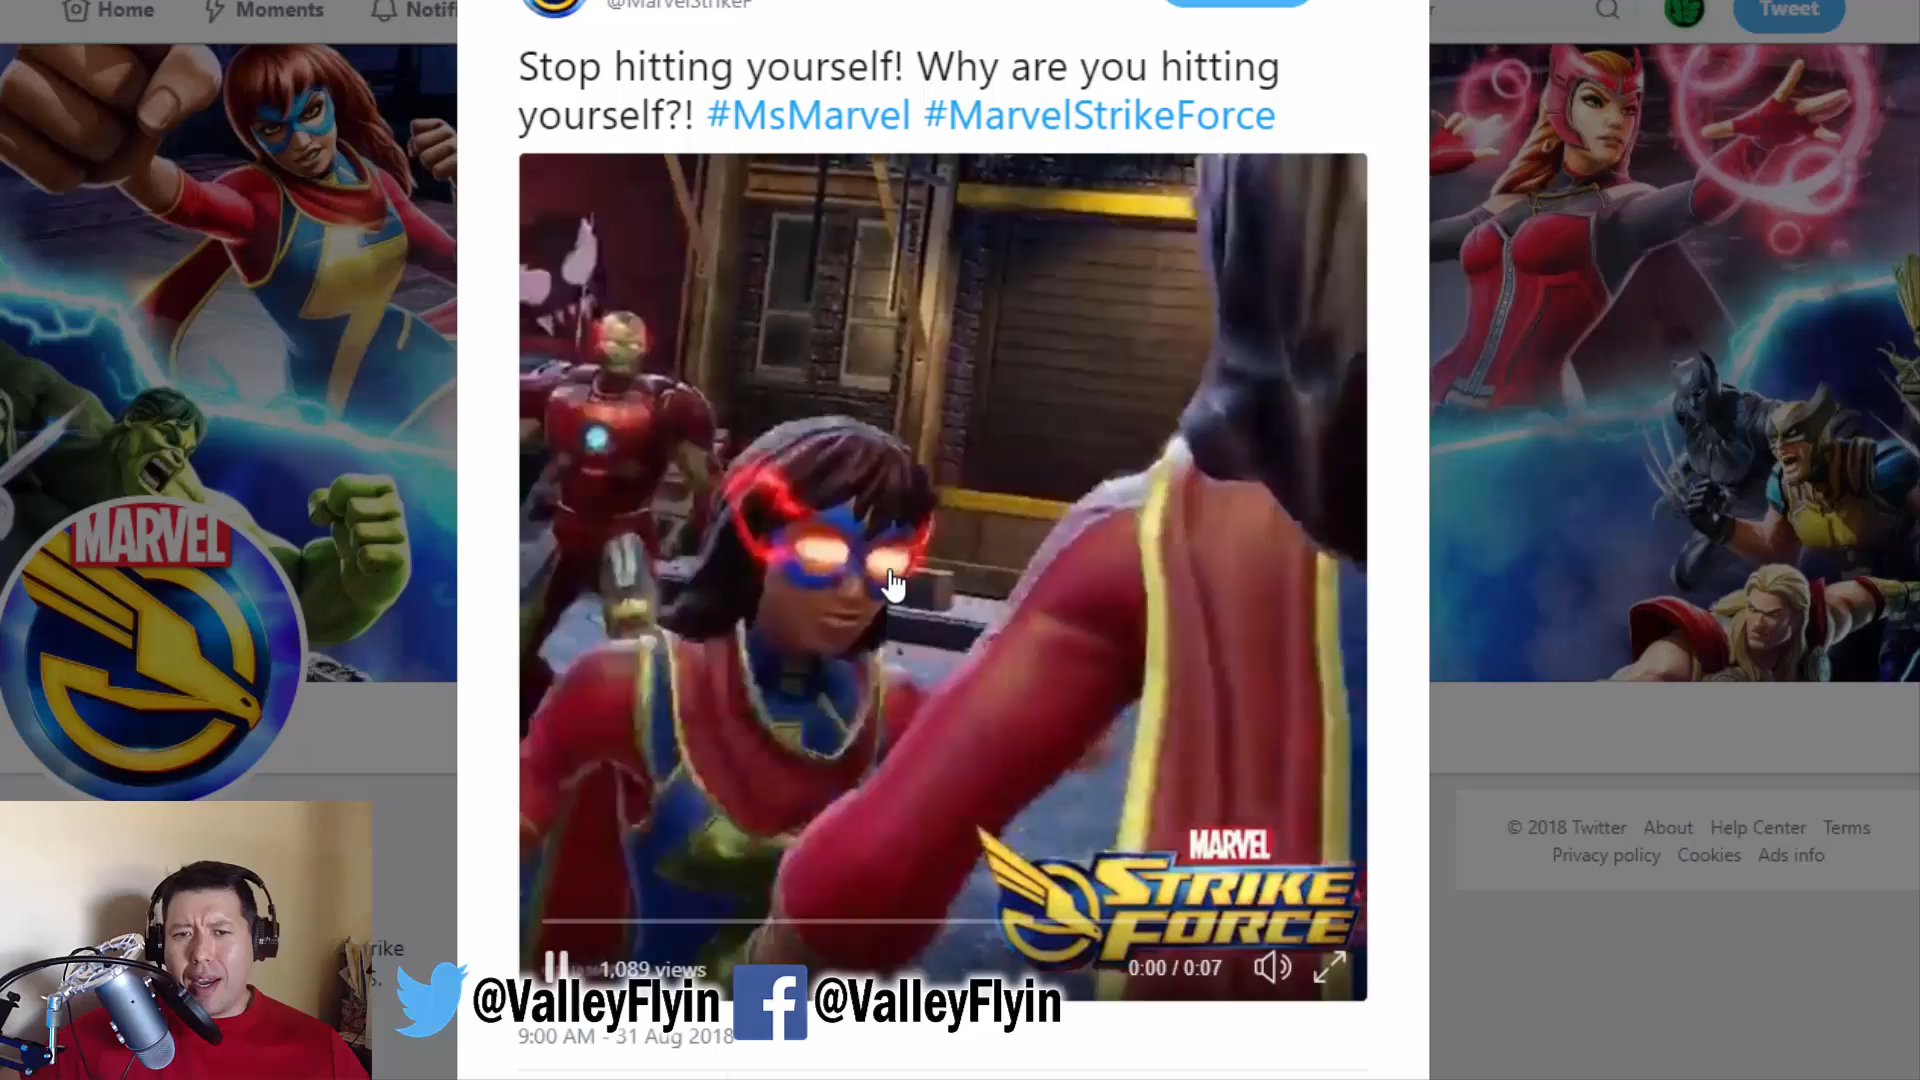 Home Moments Notifi
Tweet
@MarvelStrikeF
Stop hitting yourself! Why are you hitting
yourself?! #MsMarvel #MarvelStrikeForce
MARVEL
MARVEL
STRIKE
FORCE
1,089 views
0:00 / 0:07
@ValleyFlyin @ValleyFlyin
9:00 AM - 31 Aug 2018
© 2018 Twitter About Help Center Terms
Privacy policy Cookies Ads info